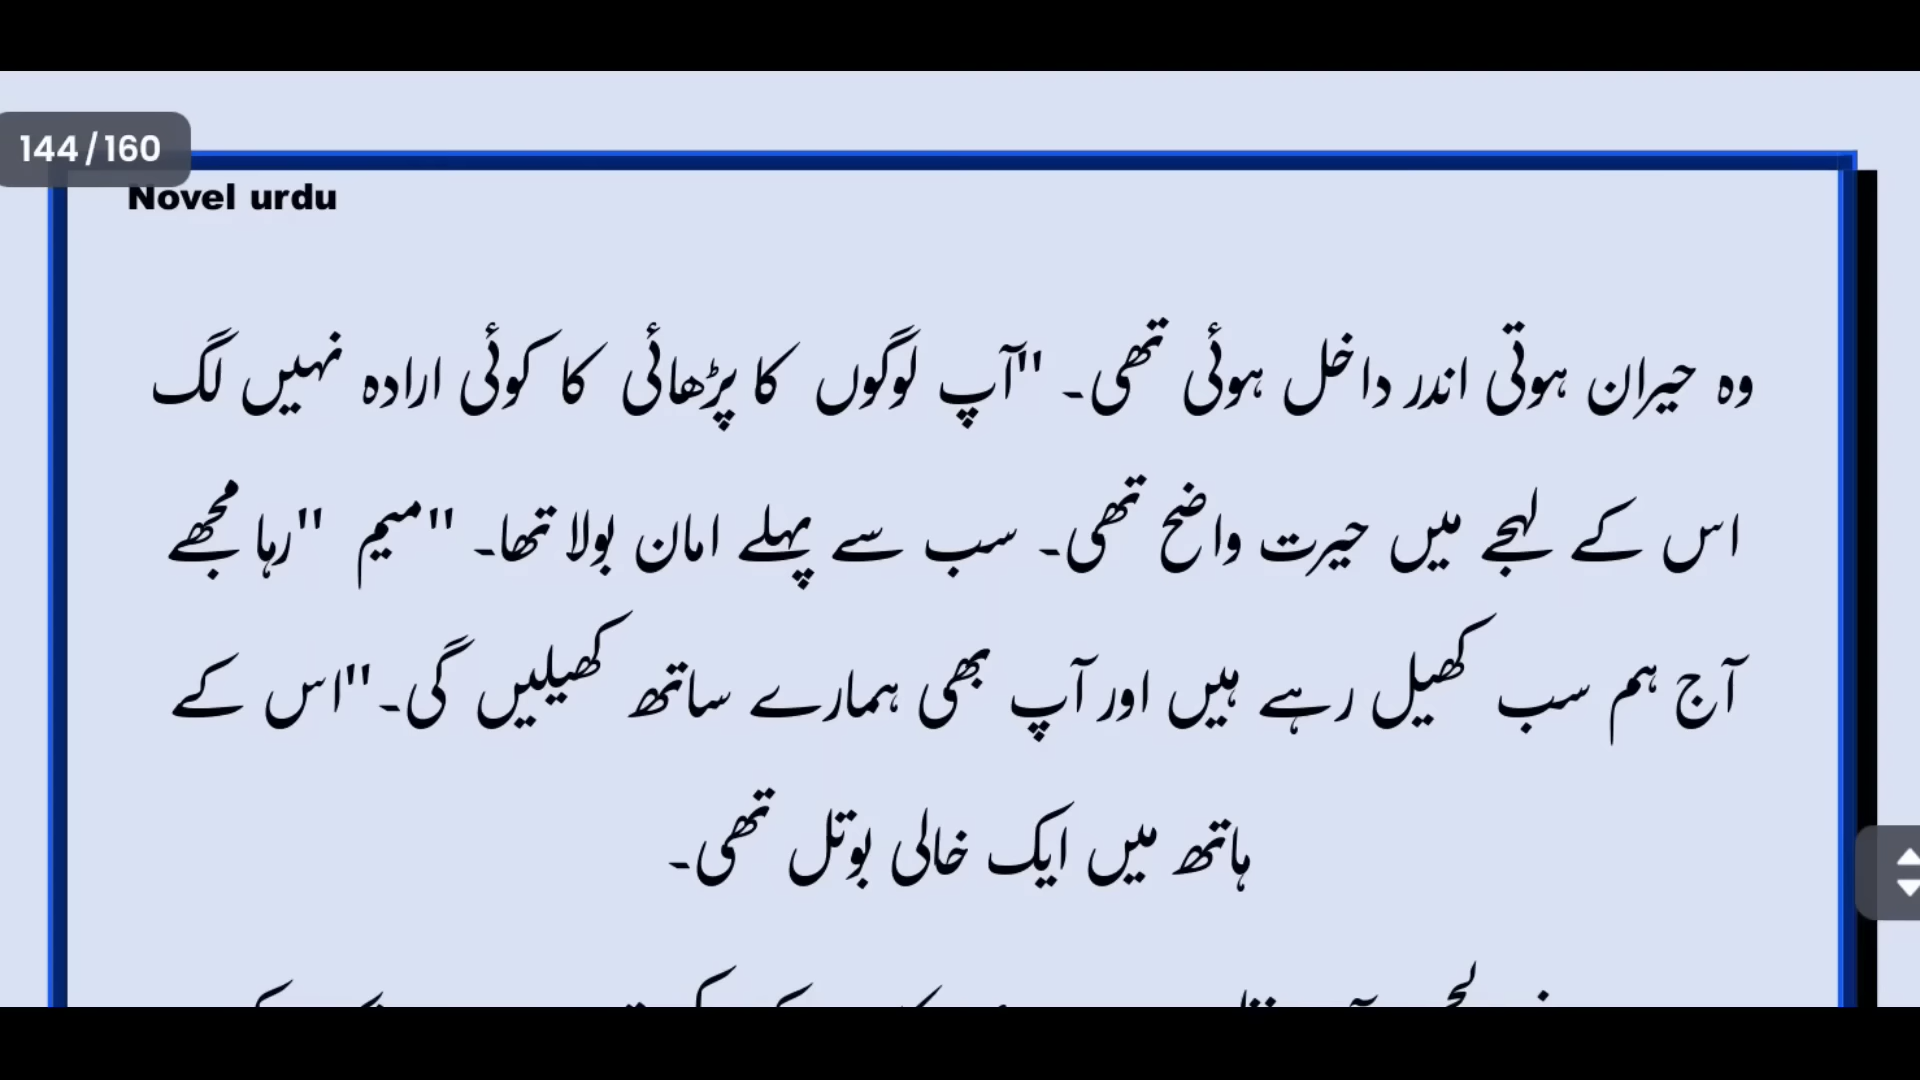 144/160
Novel urdu
وہ حیران ہوتی اندر داخل ہوئی تھی۔ "آپ لوگوں کا پڑھائی کا کوئی ارادہ نہیں لگ
اس کے لہجے میں حیرت واضح تھی۔ سب سے پہلے امان بولا تھا۔ "میم "رہا مجھے
آج ہم سب کھیل رہے ہیں اور آپ بھی ہمارے ساتھ کھیلیں گی۔"اس کے
ہاتھ میں ایک خالی بوتل تھی۔